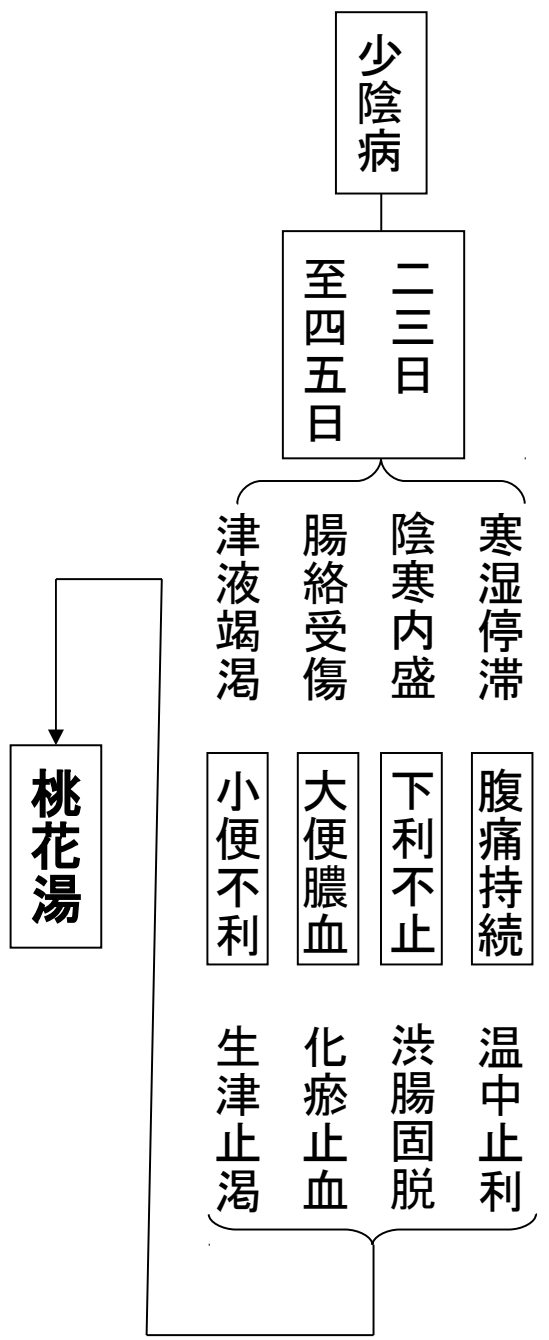 少陰病
二三日
至四五日
寒湿停滞
陰寒内盛
腸絡受傷
津液竭渇
腹痛持続
下利不止
大便膿血
小便不利
温中止利
渋腸固脱
化瘀止血
生津止渇
桃花湯